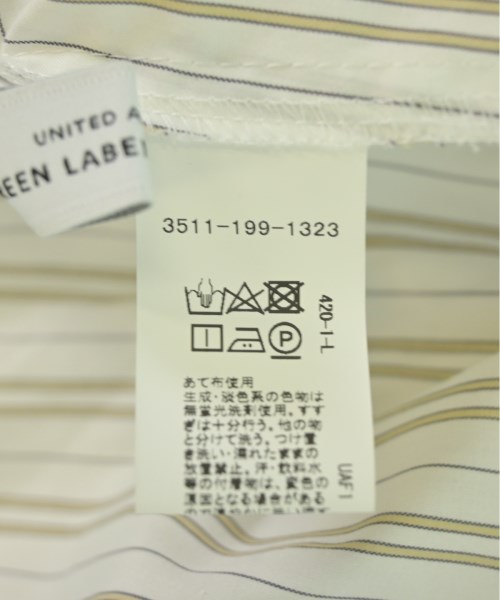 UNITED A
EEN LABE
3511-199-1323
420-1-L
P
あて布使用
生成・淡色系の色物は
無蛍光洗剤使用。すす
ぎは十分行う。他の物
と分けて洗う。つけ置
き洗い・濡れたままの
放置禁止。汗・飲料水
等の付着物は、変色の
原因となる場合がある
UAF1